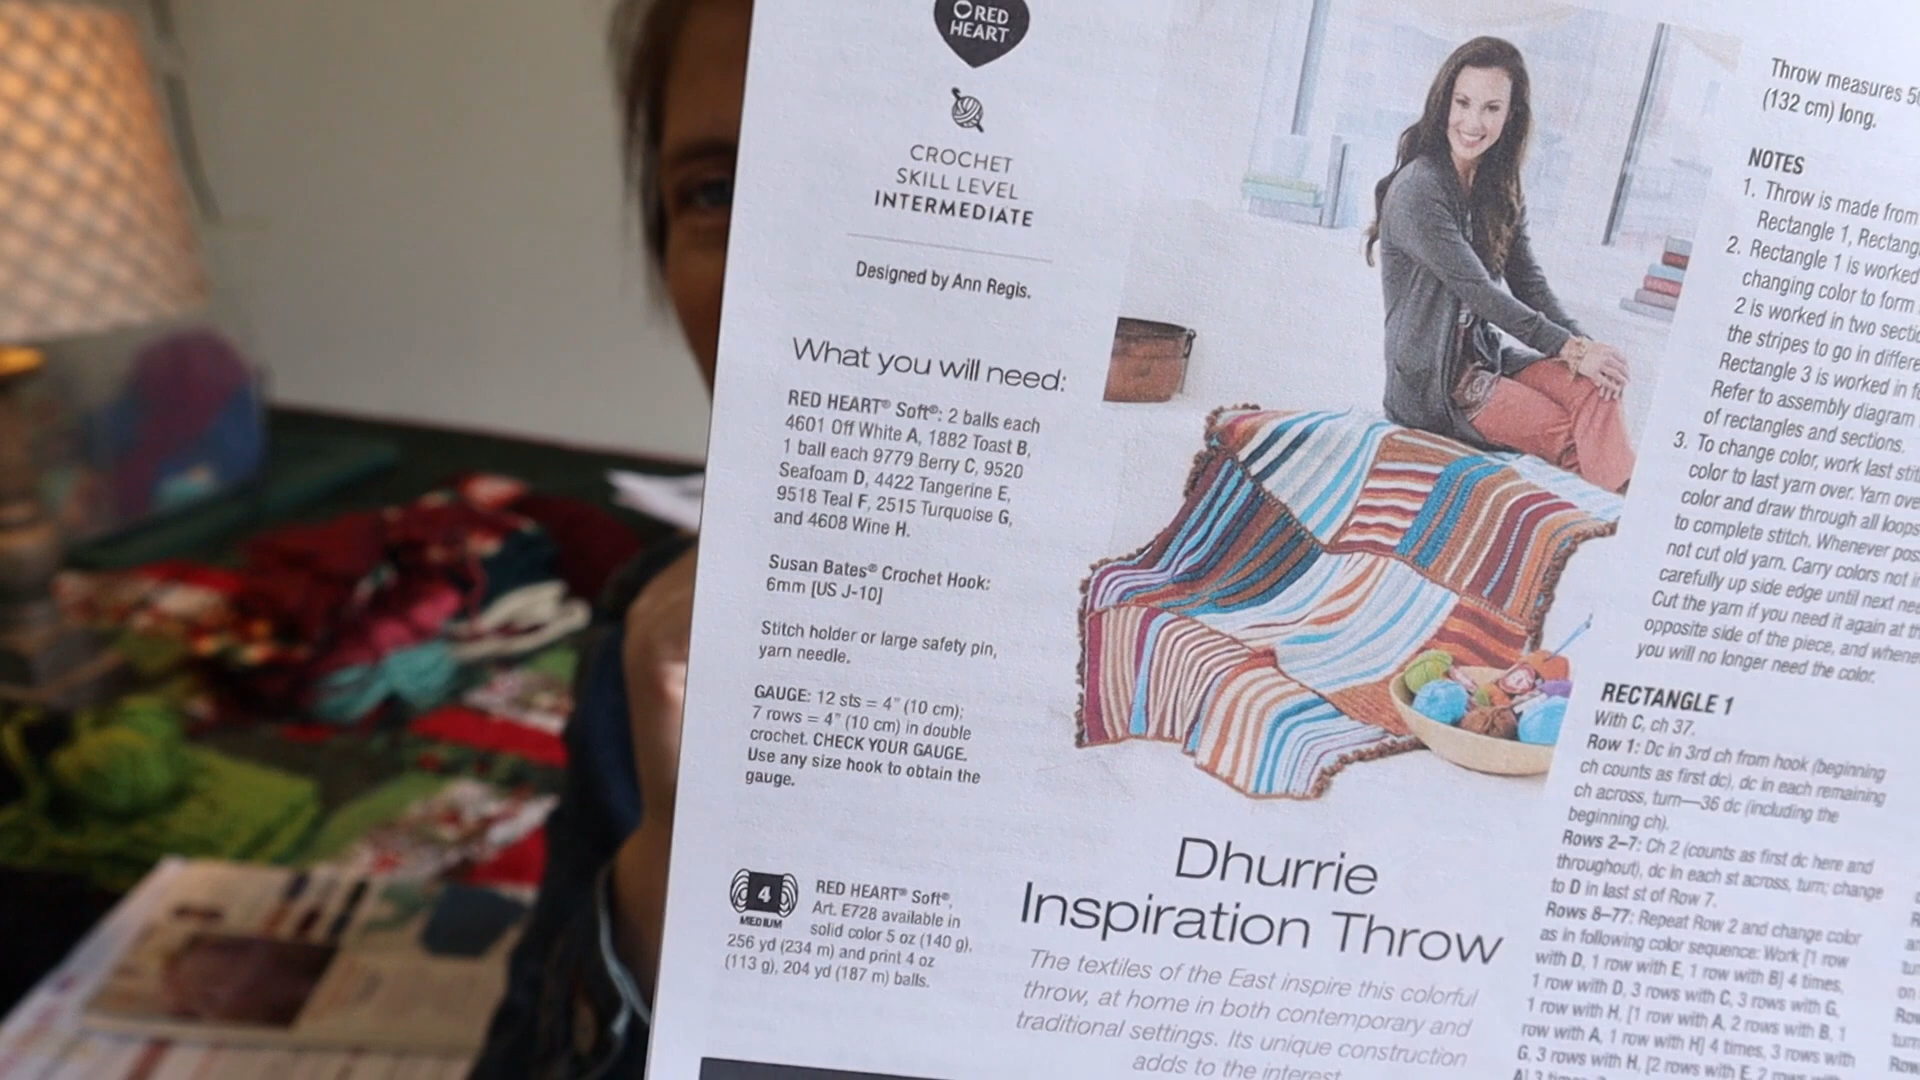 RED
HEART
CROCHET
SKILL LEVEL
INTERMEDIATE
Designed by Ann Regis.
What you will need:
RED HEART® Soft®: 2 balls each
4601 Off White A, 1882 Toast B,
1 ball each 9779 Berry C, 9520
Seafoam D, 4422 Tangerine E,
9518 Teal F, 2515 Turquoise G,
and 4608 Wine H.
Susan Bates® Crochet Hook:
6mm [US J-10]
Stitch holder or large safety pin,
yarn needle.
GAUGE: 12 sts = 4" (10 cm);
7 rows = 4" (10 cm) in double
crochet. CHECK YOUR GAUGE.
Use any size hook to obtain the
gauge.
4
MEDIUM
RED HEART® Soft®,
Art. E728 available in
solid color 5 oz (140 g),
256 yd (234 m) and print 4 oz
(113 g), 204 yd (187 m) balls.
Dhurrie
Inspiration Throw
The textiles of the East inspire this colorful
throw, at home in both contemporary and
traditional settings. Its unique construction
adds to the interest.
Throw measures
(132 cm) long.
NOTES
1. Throw is made from
Rectangle 1,
2. Rectangle 1 is worked
changing color to form
2 is worked in two
the stripes to go in
Rectangle 3 is worked in
Refer to assembly diagram
of rectangles and sections.
3. To change color, work last
color to last yarn over. Yarn
color and draw through all loops
to complete stitch. Whenever
not cut old yarn. Carry colors not
carefully up side edge until next
Cut the yarn if you need it again at
opposite side of the piece, and
you will no longer need the color.
RECTANGLE 1
With C, ch 37.
Row 1: Dc in 3rd ch from hook (beginning
ch counts as first dc), dc in each remaining
ch across, turn—36 dc (including the
beginning ch).
Rows 2–7: Ch 2 (counts as first dc here and
throughout), dc in each st across, turn; change
to D in last st of Row 7.
Rows 8–77: Repeat Row 2 and change color
as in following color sequence: Work [1 row
with D, 1 row with E, 1 row with B] 4 times,
1 row with D, 3 rows with C, 3 rows with G,
1 row with H, [1 row with A, 2 rows with B, 1
row with A, 1 row with H] 4 times, 3 rows with
G, 3 rows with H, [2 rows with E, 2 rows with